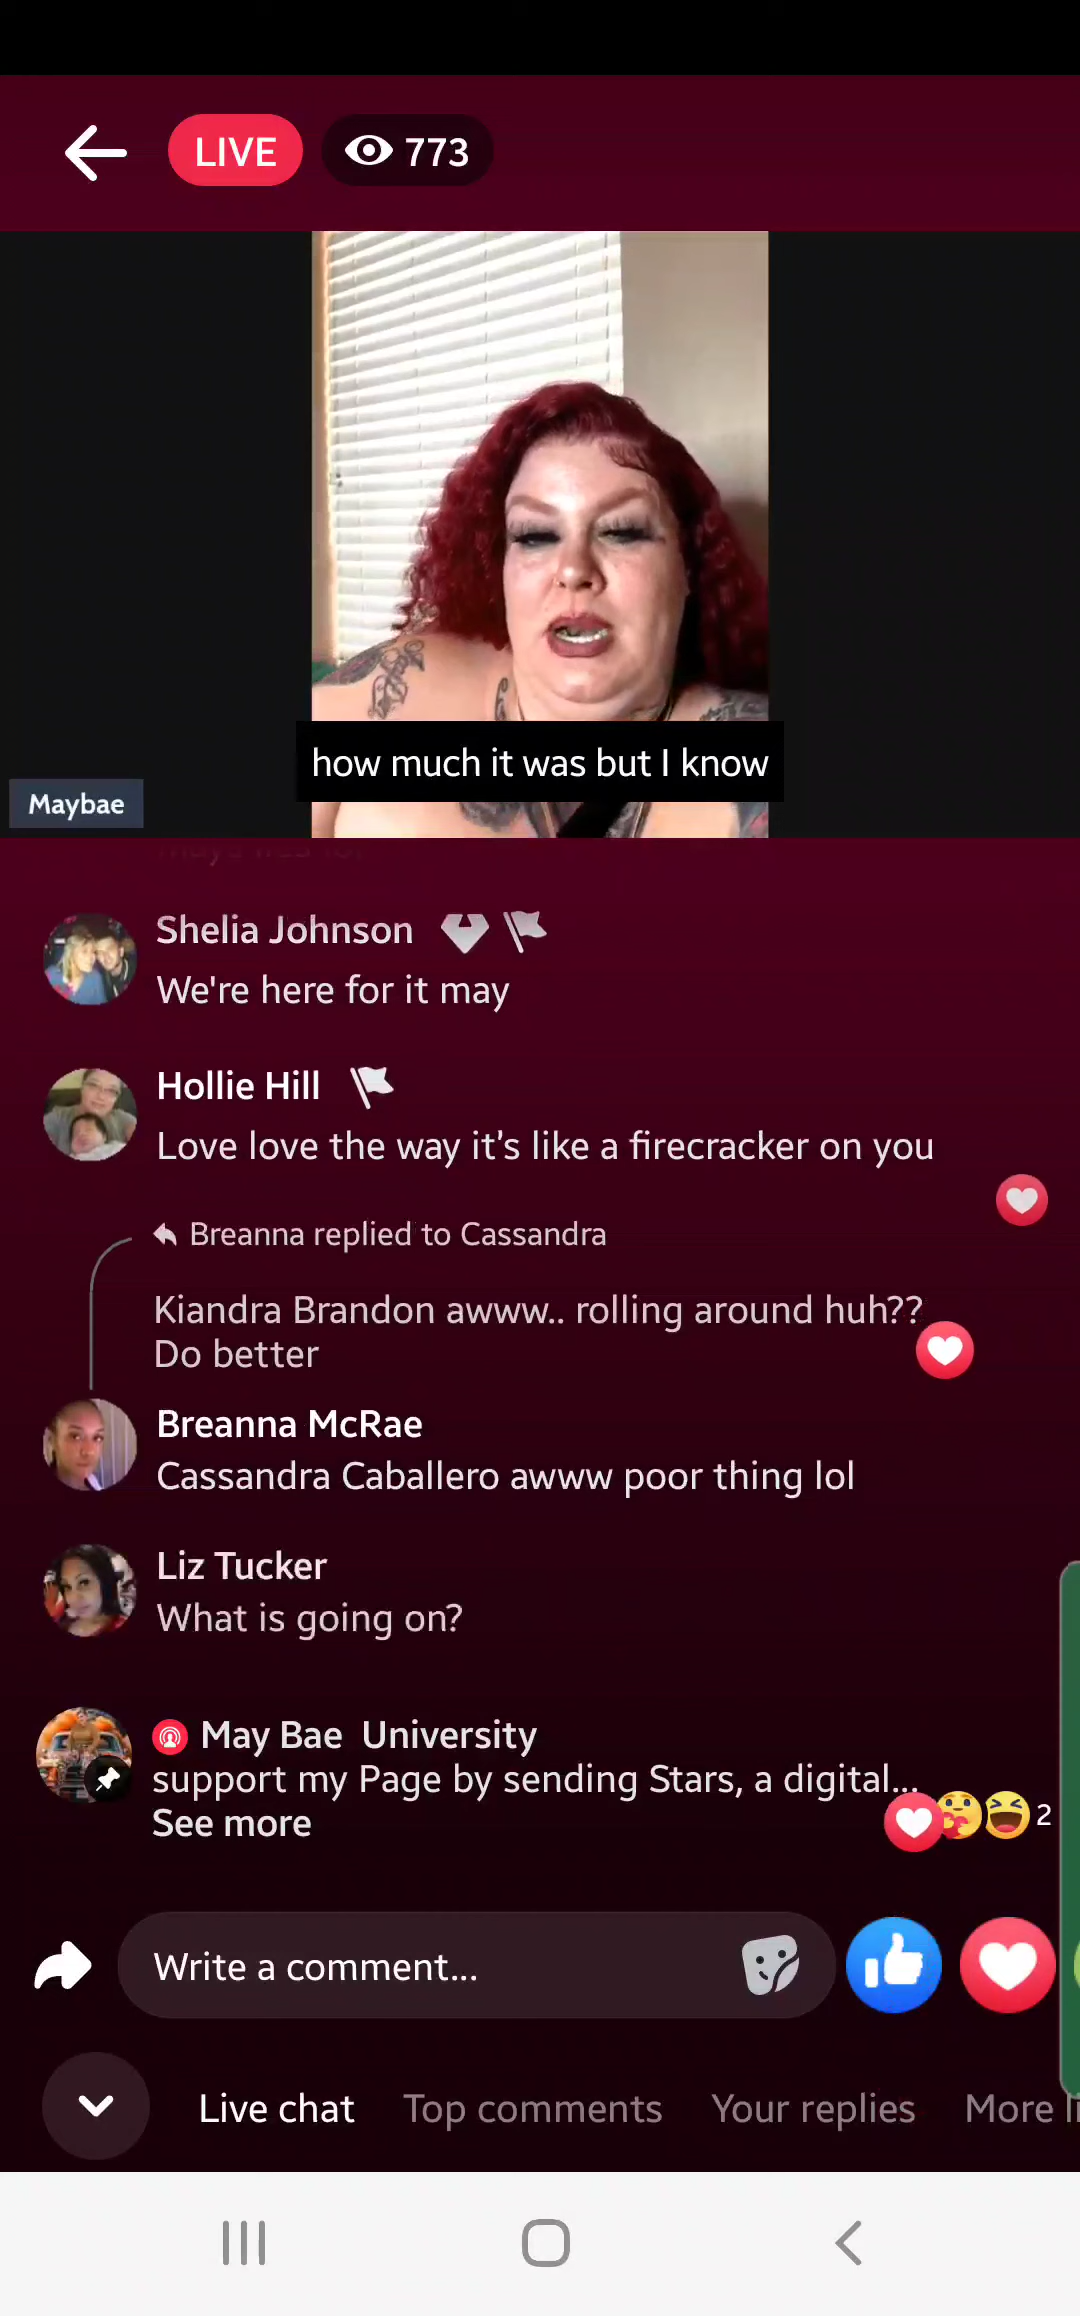 LIVE
773
how much it was but I know
Maybae
Shelia Johnson
We're here for it may
Hollie Hill
Love love the way it's like a firecracker on you
Breanna replied to Cassandra
Kiandra Brandon awww.. rolling around huh??
Do better
Breanna McRae
Cassandra Caballero awww poor thing lol
Liz Tucker
What is going on?
May Bae University
support my Page by sending Stars, a digital...
See more
2
Write a comment...
Live chat Top comments Your replies More